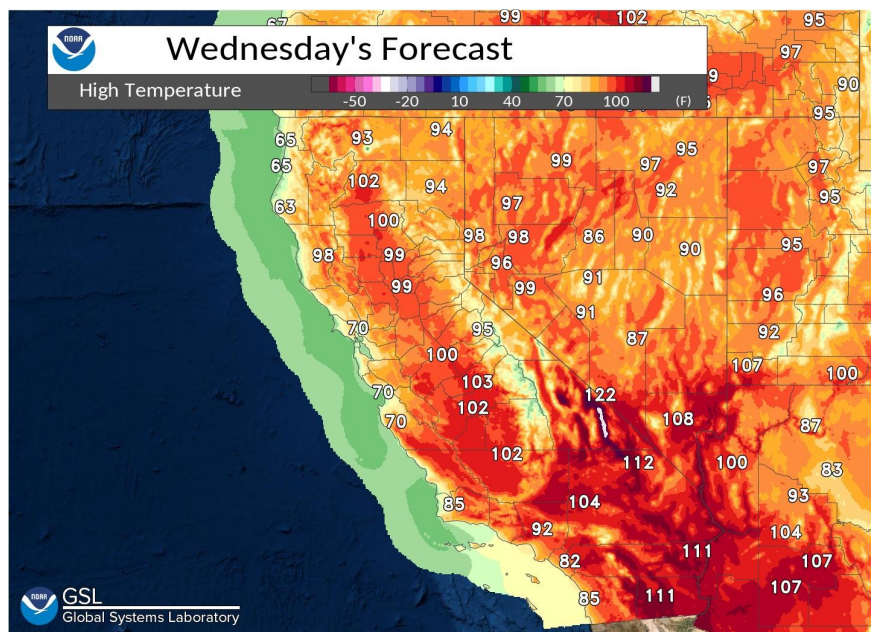 67 99 102 95
NOAA
Wednesday's Forecast
97
High Temperature
-50 -20 10 40 70 100 (F)
90
95
65 93 94 95
99
65 97 97
102 94 92 95
63 97
100
98 98 86 90 95
98 99 96 90
99 99 91 96
91
70 95 87 92
100 107 100
103
70 102 122
70 108 87
102 112 100 83
85 104 93
92 104
82 111 107
85 111 107
NOAA
GSL
Global Systems Laboratory